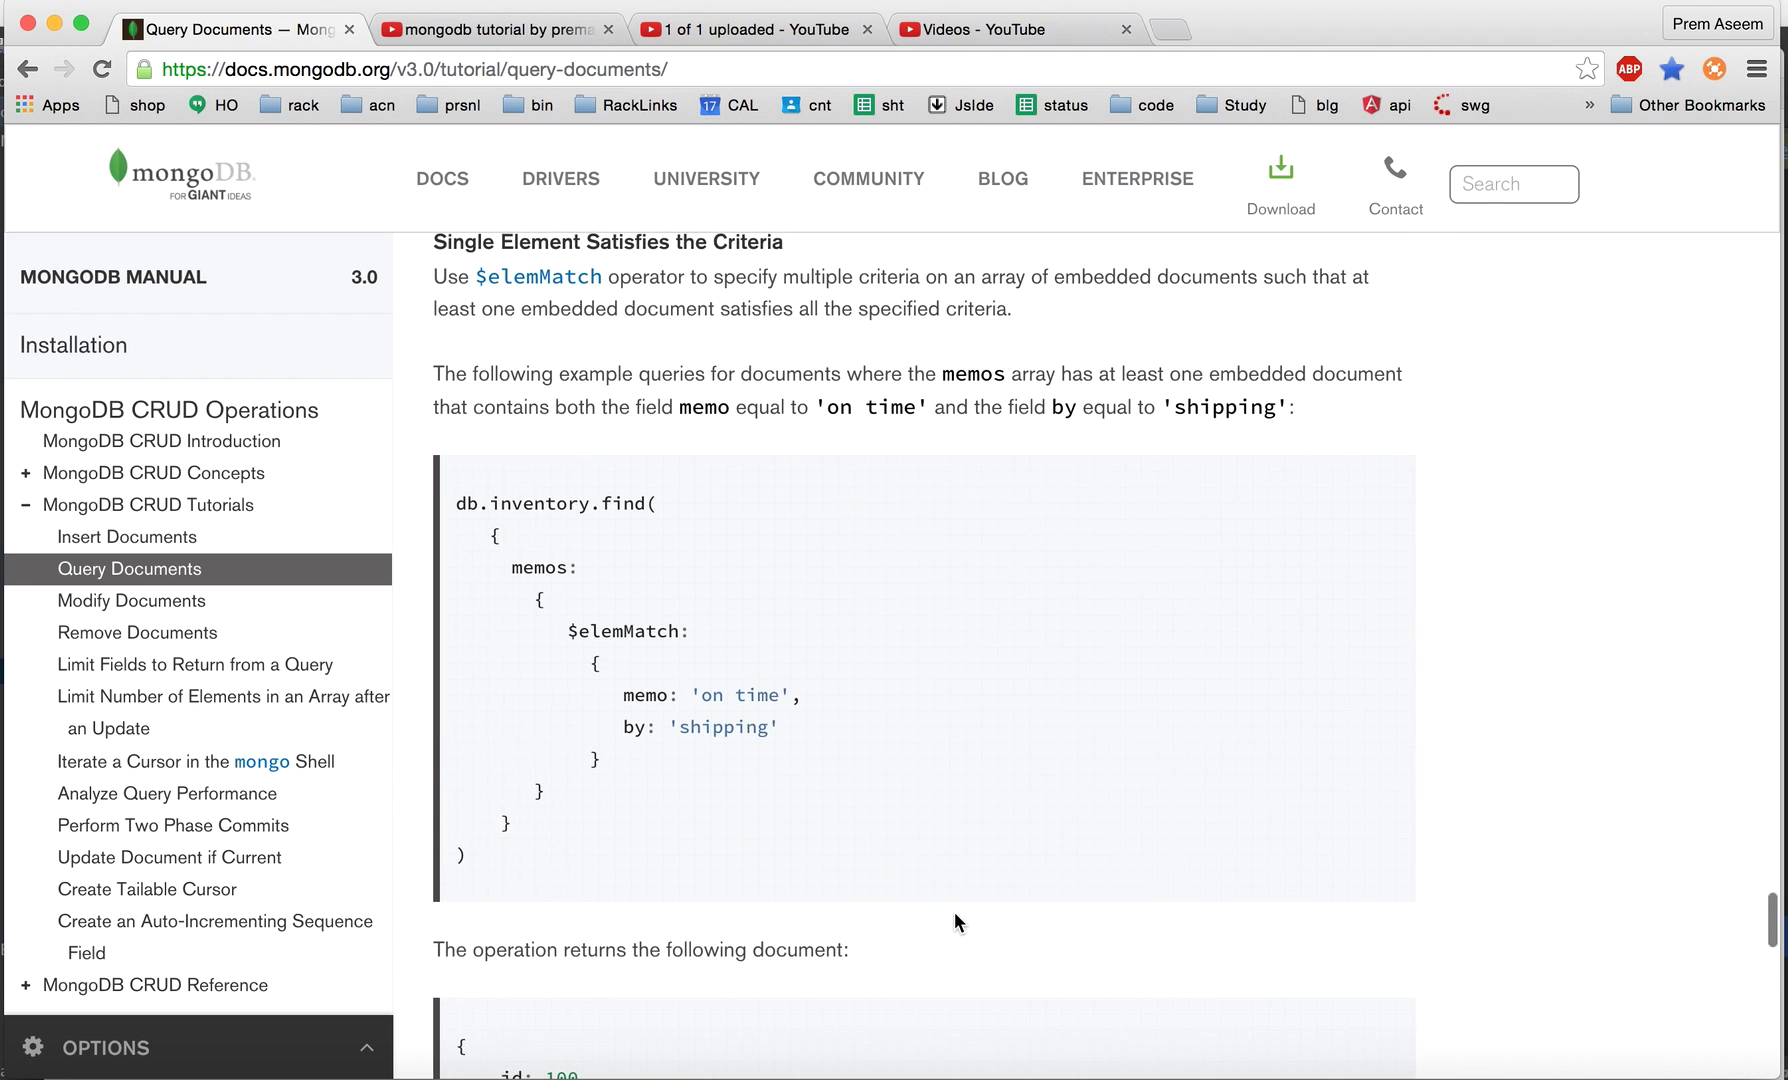 Query Documents — Mong
mongodb tutorial by prema
1 of 1 uploaded - YouTube
Videos - YouTube
Prem Aseem
https://docs.mongodb.org/v3.0/tutorial/query-documents/
ABP
Apps
shop
HO
rack
acn
prsnl
bin
RackLinks
17
CAL
cnt
sht
JsIde
status
code
Study
blg
api
swg
»
Other Bookmarks
mongoDB.
FOR GIANT IDEAS
DOCS
DRIVERS
UNIVERSITY
COMMUNITY
BLOG
ENTERPRISE
Download
Contact
Search
MONGODB MANUAL 3.0
Installation
MongoDB CRUD Operations
MongoDB CRUD Introduction
+ MongoDB CRUD Concepts
– MongoDB CRUD Tutorials
Insert Documents
Query Documents
Modify Documents
Remove Documents
Limit Fields to Return from a Query
Limit Number of Elements in an Array after
an Update
Iterate a Cursor in the mongo Shell
Analyze Query Performance
Perform Two Phase Commits
Update Document if Current
Create Tailable Cursor
Create an Auto-Incrementing Sequence
Field
+ MongoDB CRUD Reference
OPTIONS
Single Element Satisfies the Criteria
Use $elemMatch operator to specify multiple criteria on an array of embedded documents such that at
least one embedded document satisfies all the specified criteria.
The following example queries for documents where the memos array has at least one embedded document
that contains both the field memo equal to 'on time' and the field by equal to 'shipping':
db.inventory.find(
{
memos:
{
$elemMatch:
{
memo: 'on time',
by: 'shipping'
}
}
}
)
The operation returns the following document:
{
id: 100